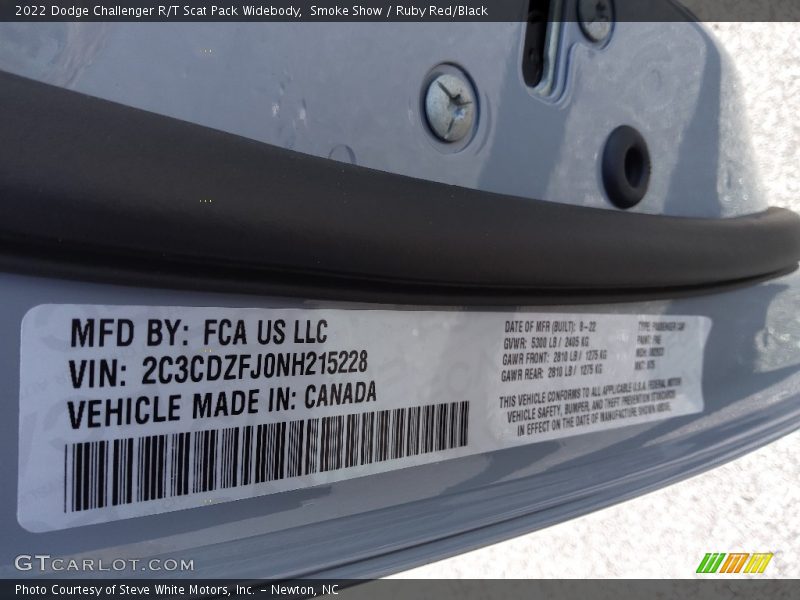 2022 Dodge Challenger R/T Scat Pack Widebody, Smoke Show / Ruby Red/Black
MFD BY: FCA US LLC
VIN: 2C3CDZFJ0NH215228
VEHICLE MADE IN: CANADA
DATE OF MFR (BUILT): 8-22
GVWR: 5300 LB / 2405 KG
GAWR FRONT: 2810 LB / 1275 KG
GAWR REAR: 2810 LB / 1275 KG
TYPE: PASSENGER CAR
PAINT:
THIS VEHICLE CONFORMS TO ALL APPLICABLE U.S.A. FEDERAL MOTOR
VEHICLE SAFETY, BUMPER, AND THEFT PREVENTION STANDARDS
IN EFFECT ON THE DATE OF MANUFACTURE SHOWN ABOVE.
GTCARLOT.COM
Photo Courtesy of Steve White Motors, Inc. – Newton, NC